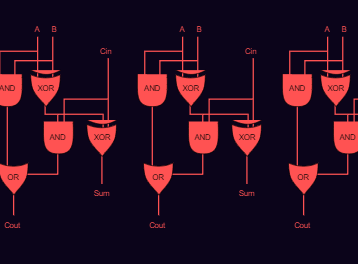 A B A B A B
Cin Cin
AND XOR AND XOR AND XOR
AND XOR AND XOR AND
OR OR OR
Sum Sum
Cout Cout Cout